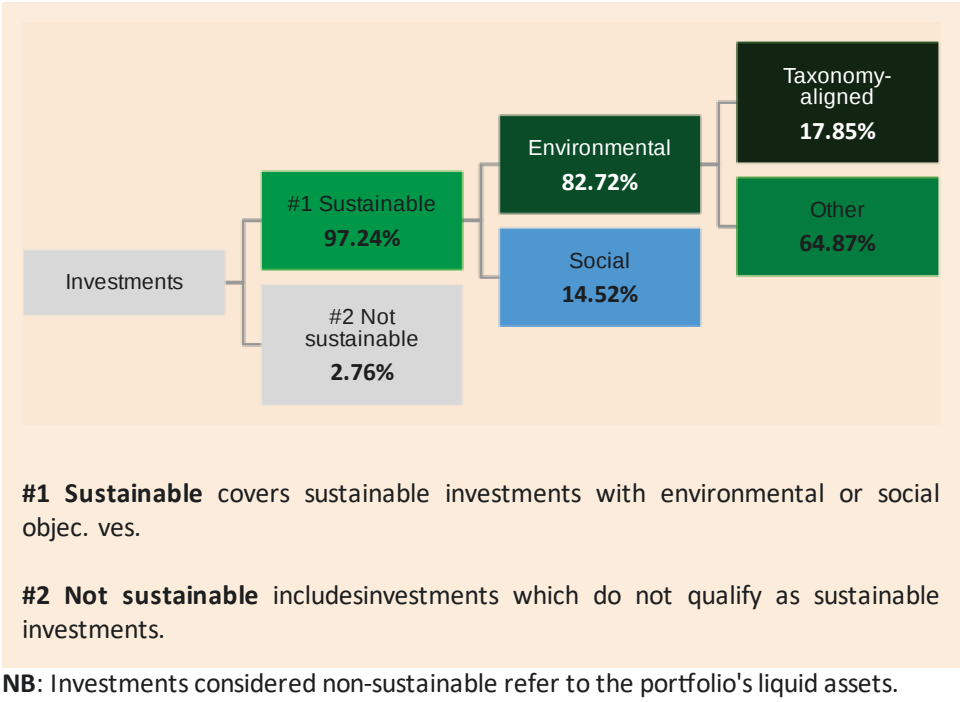 Investments
#1 Sustainable
97.24%
#2 Not
sustainable
2.76%
Environmental
82.72%
Social
14.52%
Taxonomy-
aligned
17.85%
Other
64.87%
#1 Sustainable covers sustainable investments with environmental or social
objec. ves.
#2 Not sustainable includesinvestments which do not qualify as sustainable
investments.
NB: Investments considered non-sustainable refer to the portfolio's liquid assets.